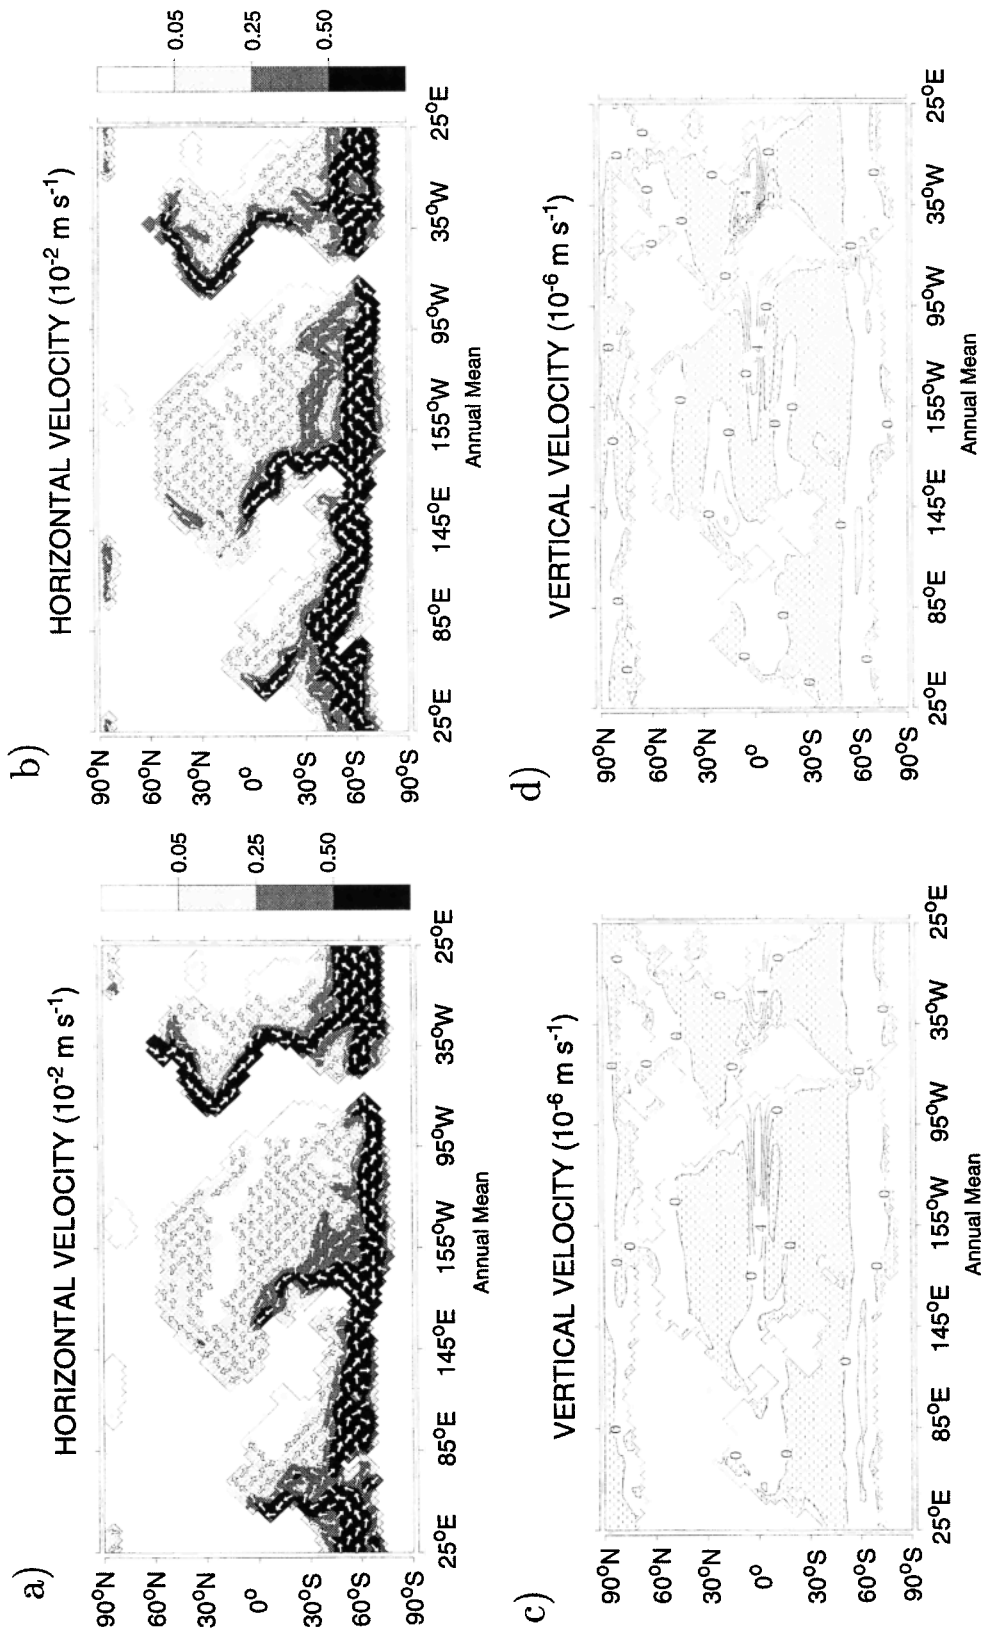 a)
HORIZONTAL VELOCITY (10-2 m s-1)
90°N
60°N
30°N
0°
30°S
60°S
90°S
25°E
85°E
145°E
155°W
95°W
35°W
25°E
Annual Mean
0.05
0.25
0.50
b)
HORIZONTAL VELOCITY (10-2 m s-1)
90°N
60°N
30°N
0°
30°S
60°S
90°S
25°E
85°E
145°E
155°W
95°W
35°W
25°E
Annual Mean
0.05
0.25
0.50
c)
VERTICAL VELOCITY (10-6 m s-1)
90°N
60°N
30°N
0°
30°S
60°S
90°S
25°E
85°E
145°E
155°W
95°W
35°W
25°E
Annual Mean
d)
VERTICAL VELOCITY (10-6 m s-1)
90°N
60°N
30°N
0°
30°S
60°S
90°S
25°E
85°E
145°E
155°W
95°W
35°W
25°E
Annual Mean